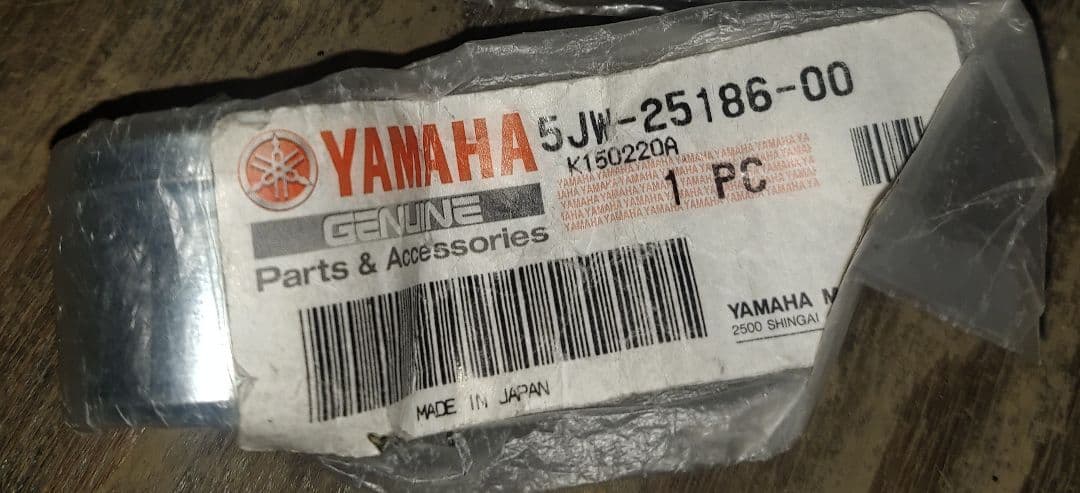 5JW-25186-00
YAMAHA
K150220A
1 PC
GENUINE
Parts & Accessories
YAMAHA
2500 SHINGAI
MADE IN JAPAN